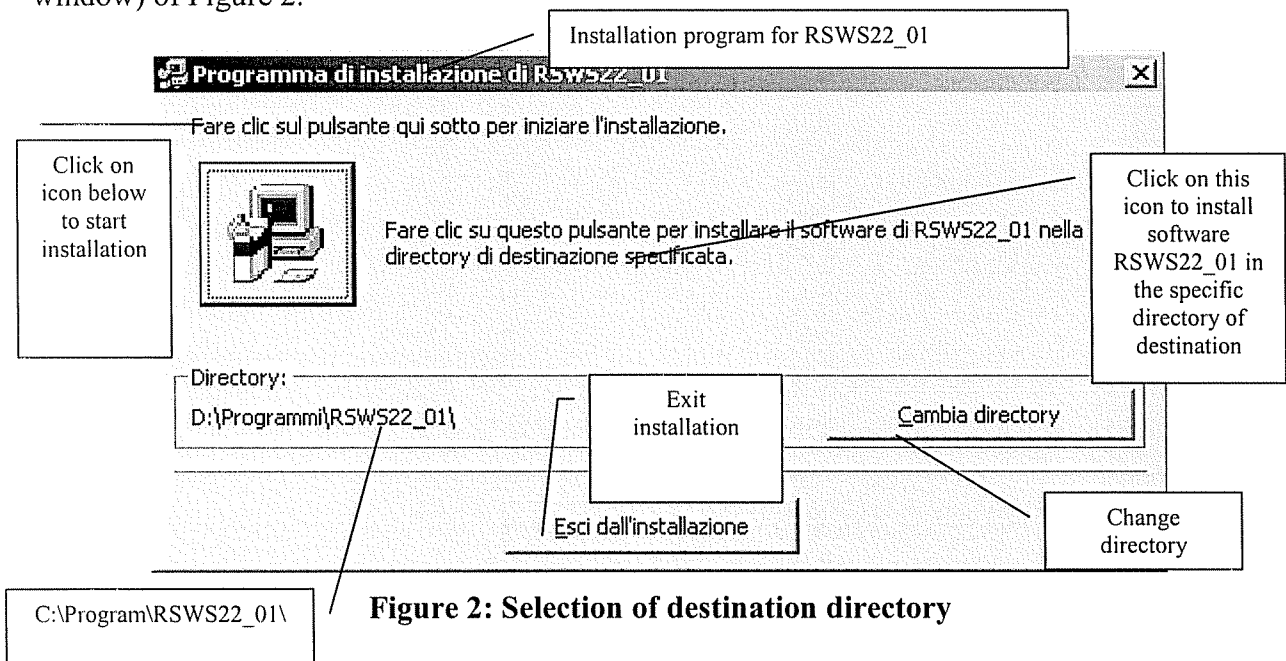 window) of Figure 2.
Installation program for RSWS22_01
Programma di installazione di RSWS22_01
Fare clic sul pulsante qui sotto per iniziare l'installazione.
Click on
icon below
to start
installation
Fare clic su questo pulsante per installare il software di RSWS22_01 nella
directory di destinazione specificata.
Click on this
icon to install
software
RSWS22_01 in
the specific
directory of
destination
Directory:
D:\Programmi\RSWS22_01\
Exit
installation
Cambia directory
Esci dall'installazione
Change
directory
C:\Program\RSWS22_01\
Figure 2: Selection of destination directory